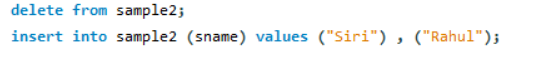 delete from sample2;
insert into sample2 (sname) values ("Siri") , ("Rahul");